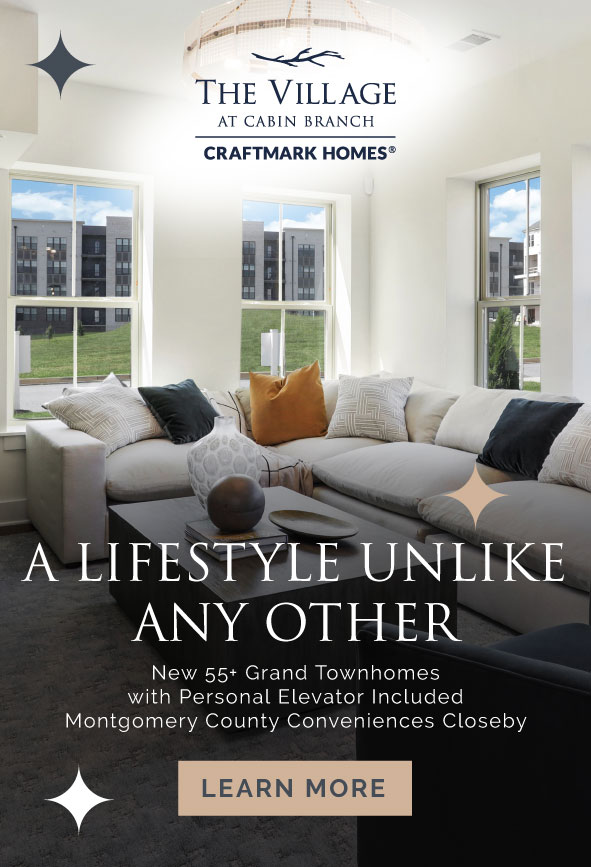 THE VILLAGE
AT CABIN BRANCH
CRAFTMARK HOMES®
A LIFESTYLE UNLIKE
ANY OTHER
New 55+ Grand Townhomes
with Personal Elevator Included
Montgomery County Conveniences Closeby
LEARN MORE